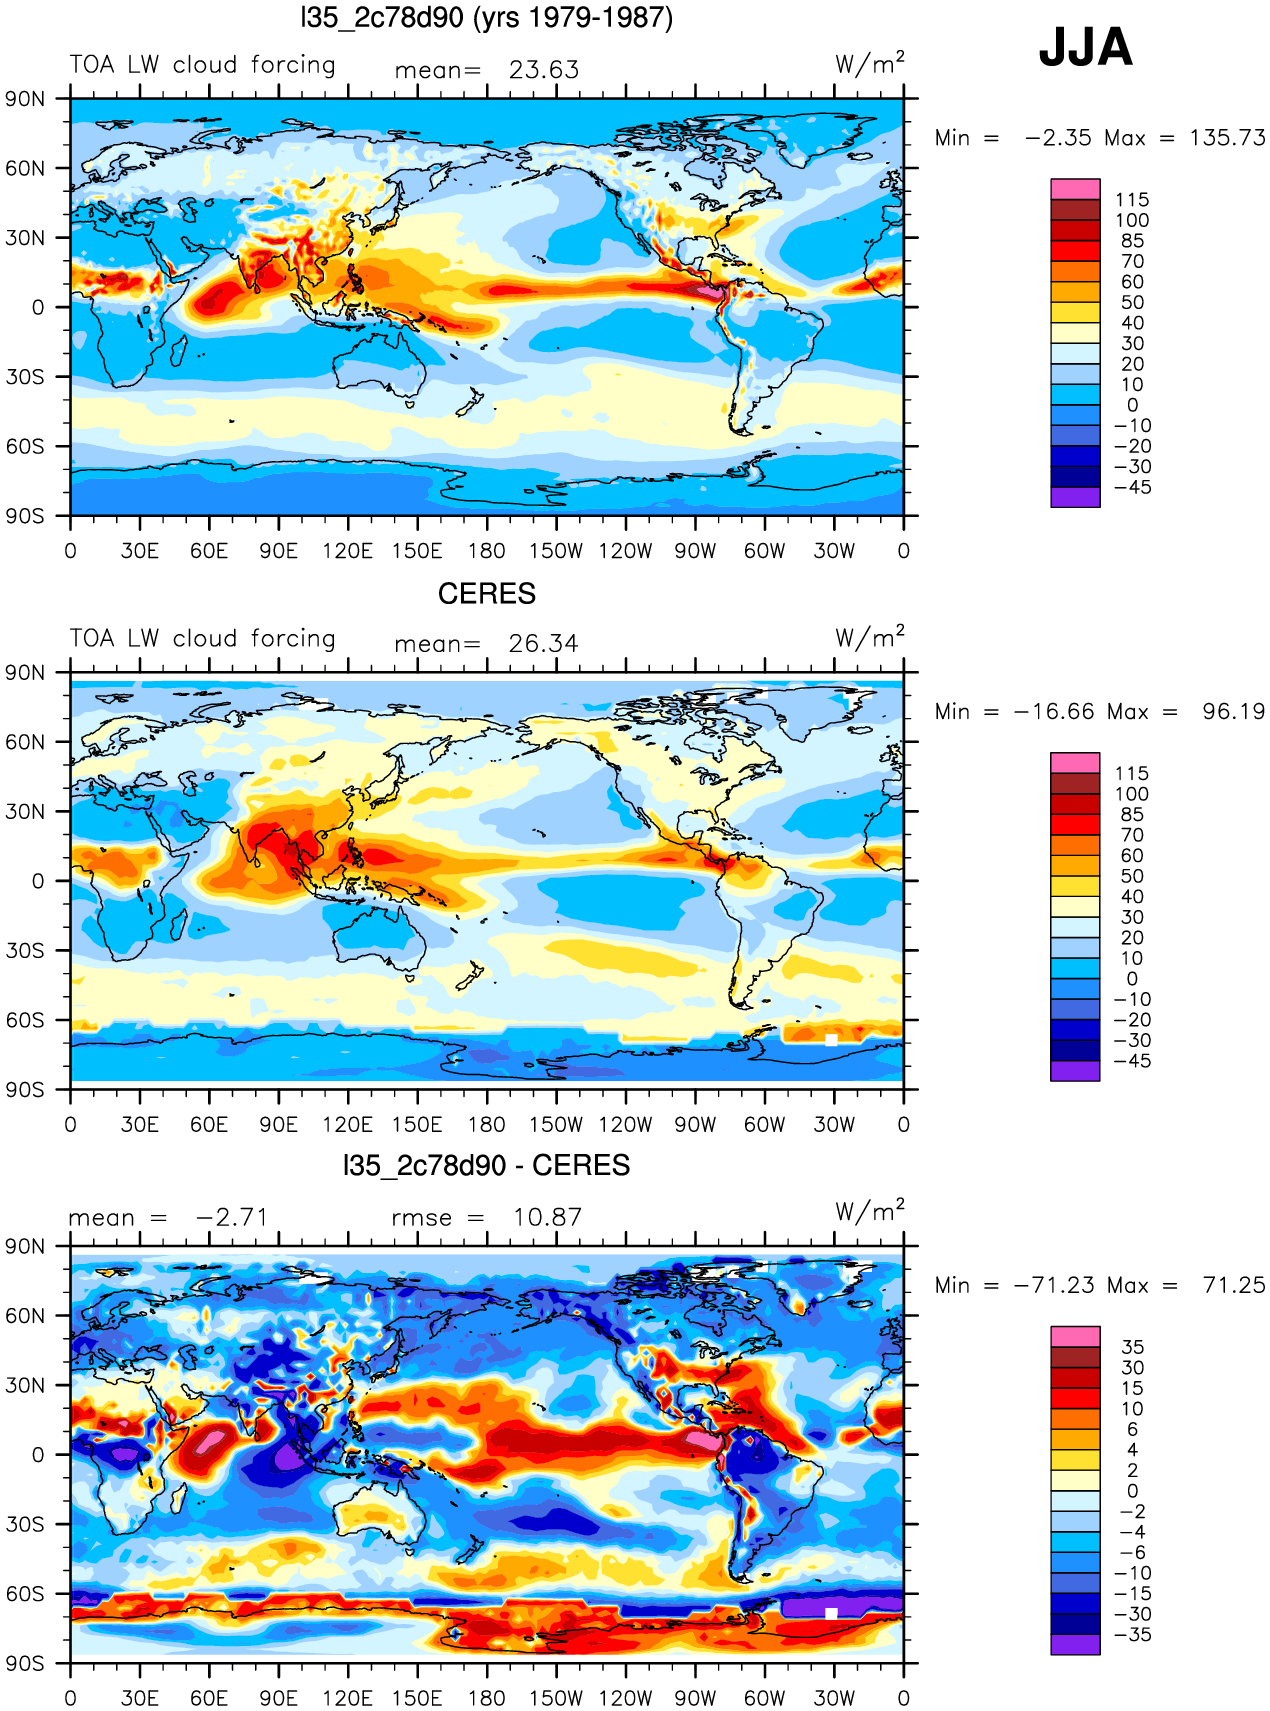 l35_2c78d90 (yrs 1979-1987)
JJA
TOA LW cloud forcing mean= 23.63 W/m²
Min = −2.35 Max = 135.73
90N
60N
30N
0
30S
60S
90S
0 30E 60E 90E 120E 150E 180 150W 120W 90W 60W 30W 0
115
100
85
70
60
50
40
30
20
10
0
−10
−20
−30
−45
CERES
TOA LW cloud forcing mean= 26.34 W/m²
Min = −16.66 Max = 96.19
90N
60N
30N
0
30S
60S
90S
0 30E 60E 90E 120E 150E 180 150W 120W 90W 60W 30W 0
115
100
85
70
60
50
40
30
20
10
0
−10
−20
−30
−45
l35_2c78d90 - CERES
mean = −2.71 rmse = 10.87 W/m²
Min = −71.23 Max = 71.25
90N
60N
30N
0
30S
60S
90S
0 30E 60E 90E 120E 150E 180 150W 120W 90W 60W 30W 0
35
30
15
10
6
4
2
0
−2
−4
−6
−10
−15
−30
−35